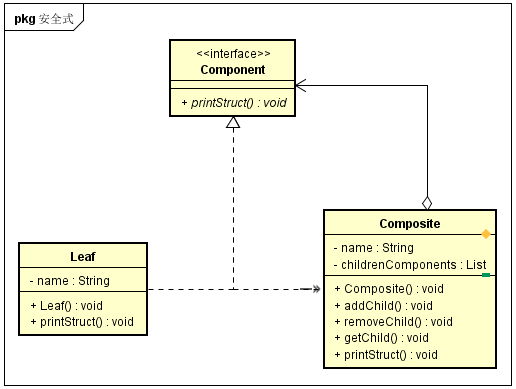 pkg 安全式
<<interface>>
Component
+ printStruct() : void
Composite
- name : String
- childrenComponents : List
+ Composite() : void
+ addChild() : void
+ removeChild() : void
+ getChild() : void
+ printStruct() : void
Leaf
- name : String
+ Leaf() : void
+ printStruct() : void